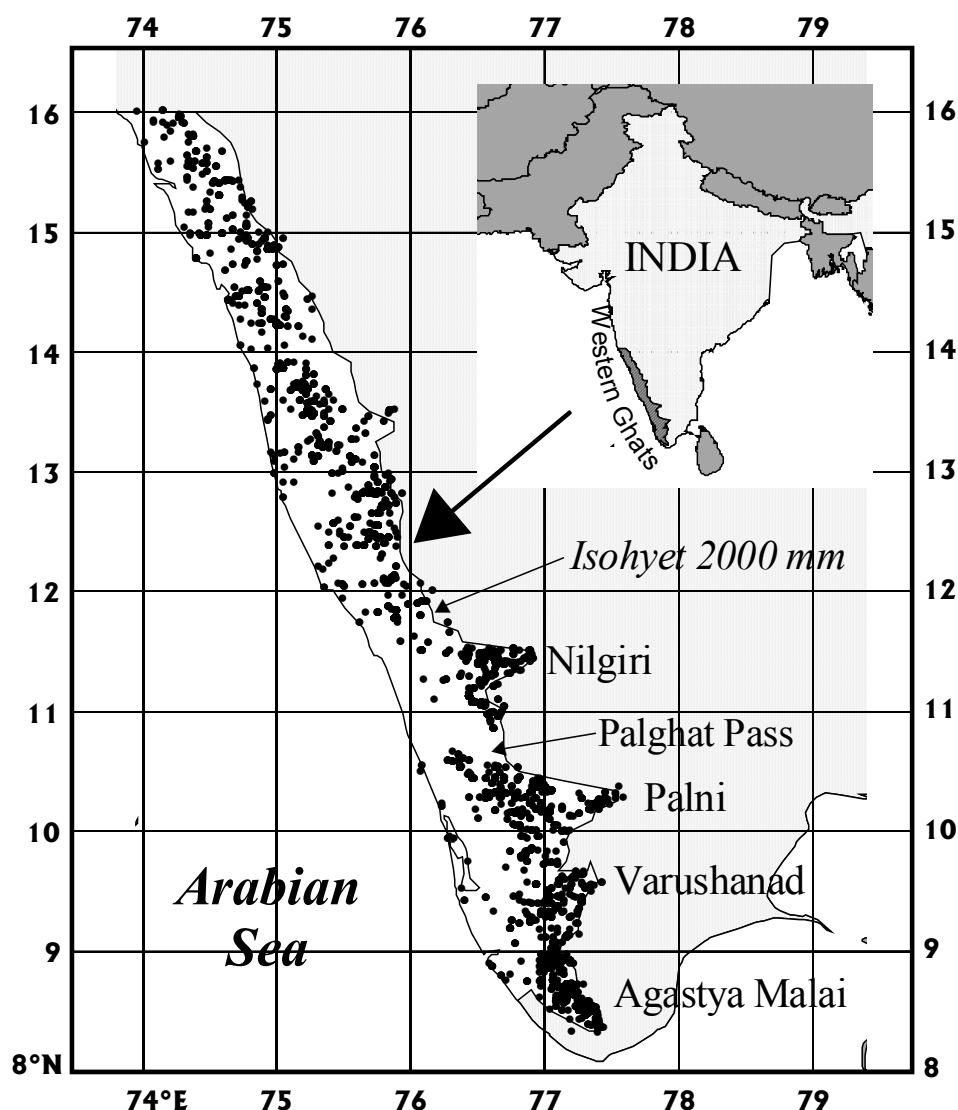 74 75 76 77 78 79
16 16
INDIA
15 15
Western Ghats
14 14
13 13
Isohyet 2000 mm
12 12
Nilgiri
11 11
Palghat Pass
Palni
10 10
Varushanad
Arabian
Sea
9 9
Agastya Malai
8°N 8
74°E 75 76 77 78 79